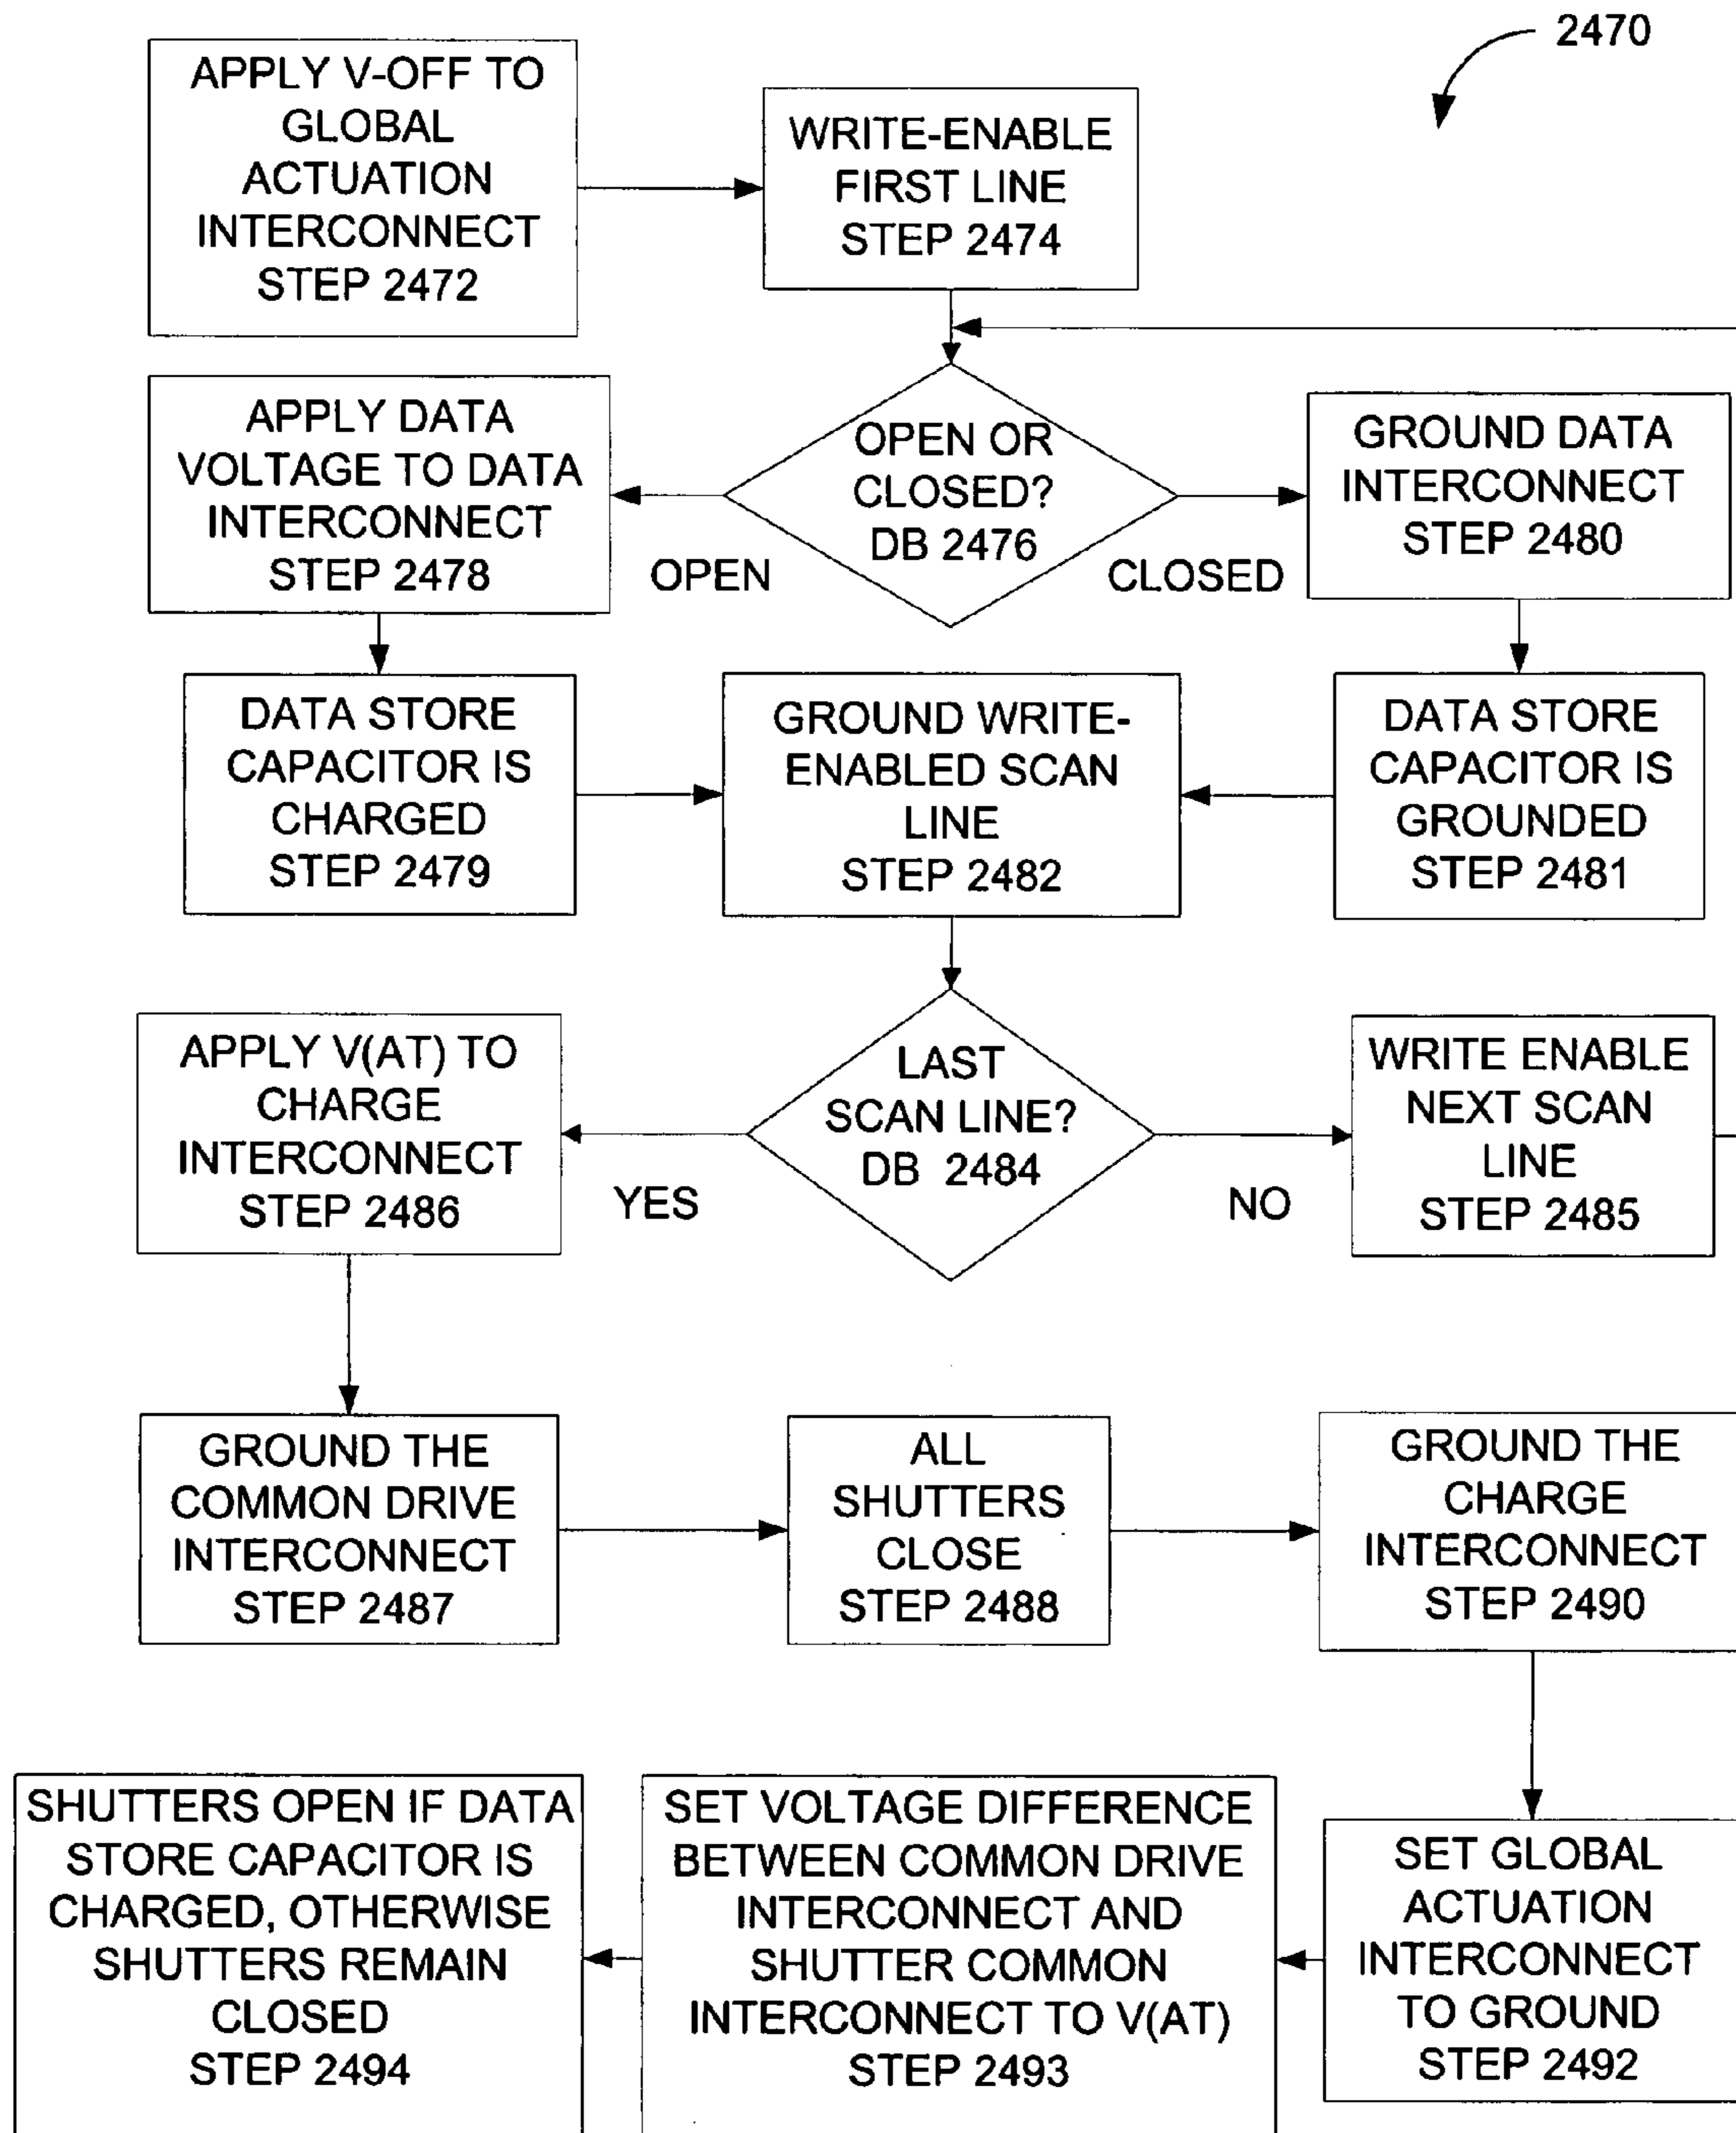 2470
APPLY V-OFF TO
GLOBAL
ACTUATION
INTERCONNECT
STEP 2472
WRITE-ENABLE
FIRST LINE
STEP 2474
APPLY DATA
VOLTAGE TO DATA
INTERCONNECT
STEP 2478
OPEN
OPEN OR
CLOSED?
DB 2476
CLOSED
GROUND DATA
INTERCONNECT
STEP 2480
DATA STORE
CAPACITOR IS
CHARGED
STEP 2479
GROUND WRITE-
ENABLED SCAN
LINE
STEP 2482
DATA STORE
CAPACITOR IS
GROUNDED
STEP 2481
APPLY V(AT) TO
CHARGE
INTERCONNECT
STEP 2486
YES
LAST
SCAN LINE?
DB 2484
NO
WRITE ENABLE
NEXT SCAN
LINE
STEP 2485
GROUND THE
COMMON DRIVE
INTERCONNECT
STEP 2487
ALL
SHUTTERS
CLOSE
STEP 2488
GROUND THE
CHARGE
INTERCONNECT
STEP 2490
SHUTTERS OPEN IF DATA
STORE CAPACITOR IS
CHARGED, OTHERWISE
SHUTTERS REMAIN
CLOSED
STEP 2494
SET VOLTAGE DIFFERENCE
BETWEEN COMMON DRIVE
INTERCONNECT AND
SHUTTER COMMON
INTERCONNECT TO V(AT)
STEP 2493
SET GLOBAL
ACTUATION
INTERCONNECT
TO GROUND
STEP 2492